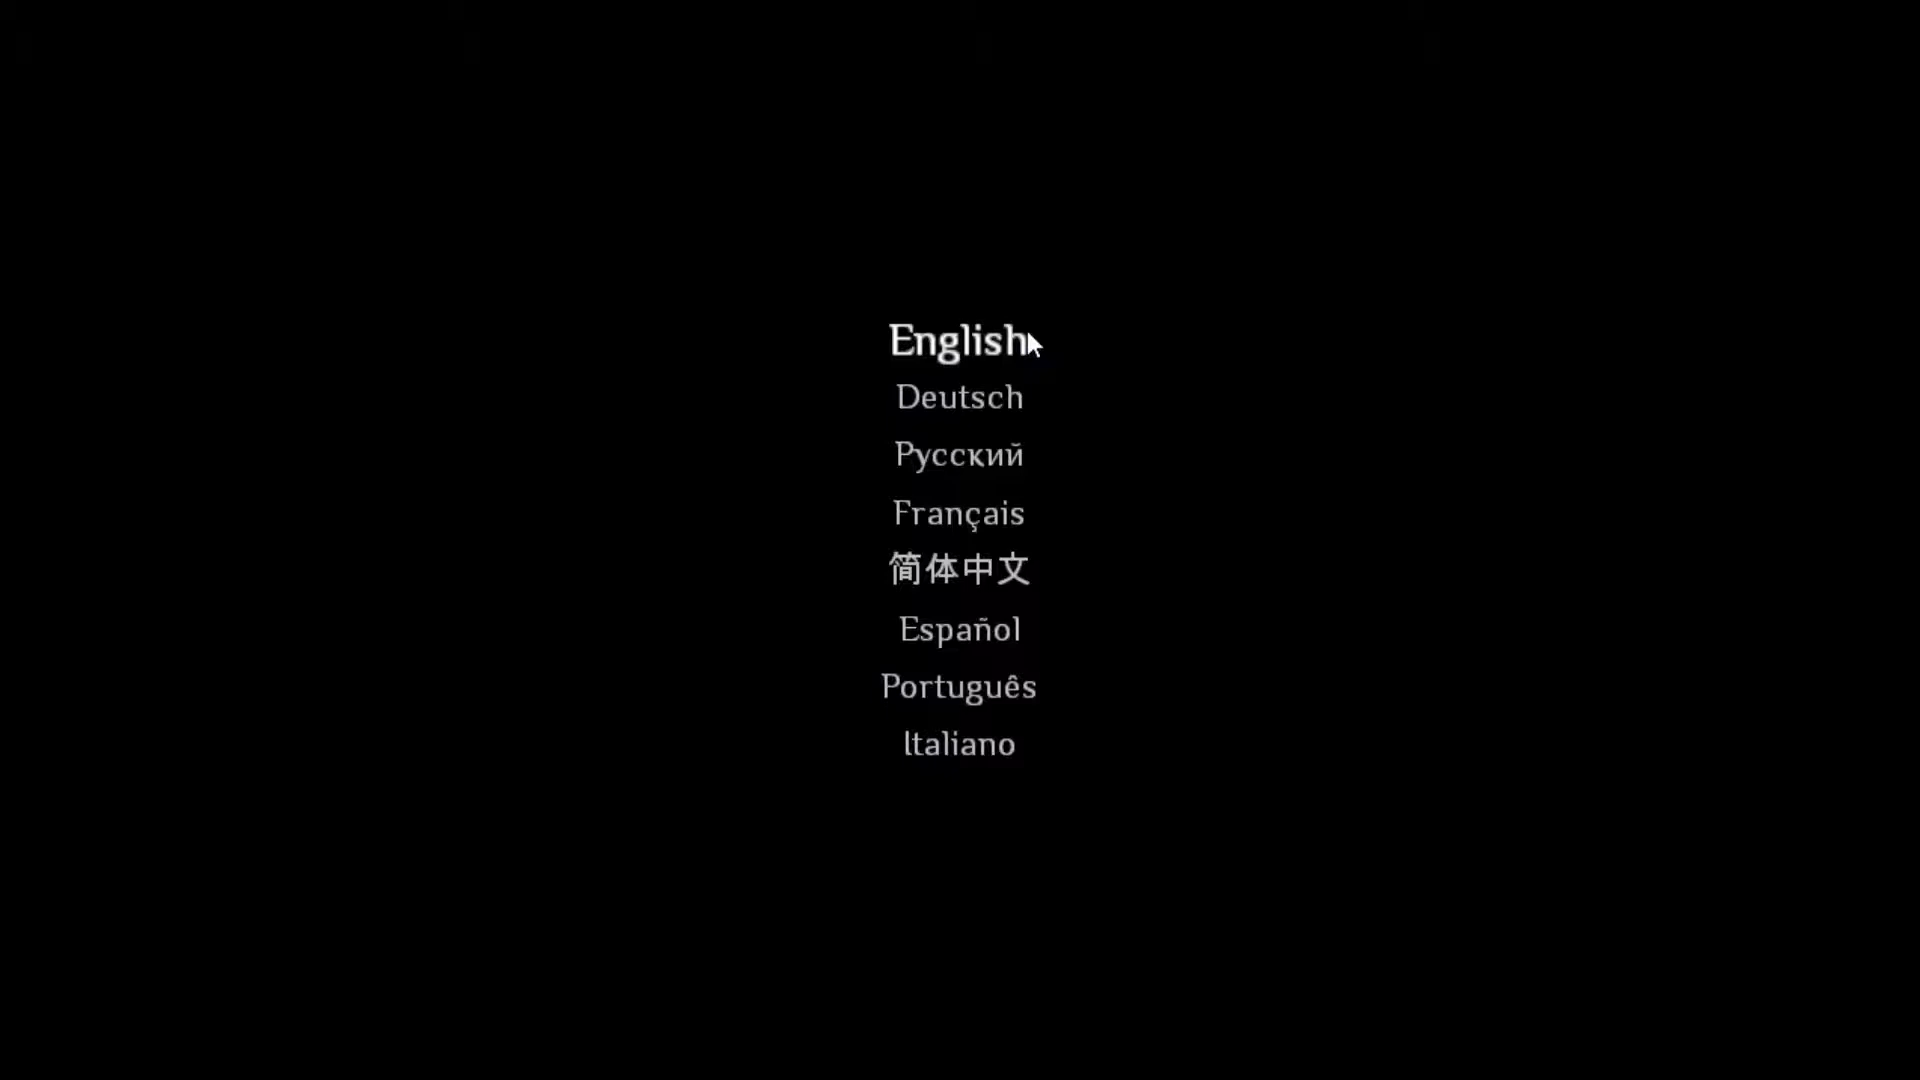 English
Deutsch
Русский
Français
简体中文
Español
Português
Italiano